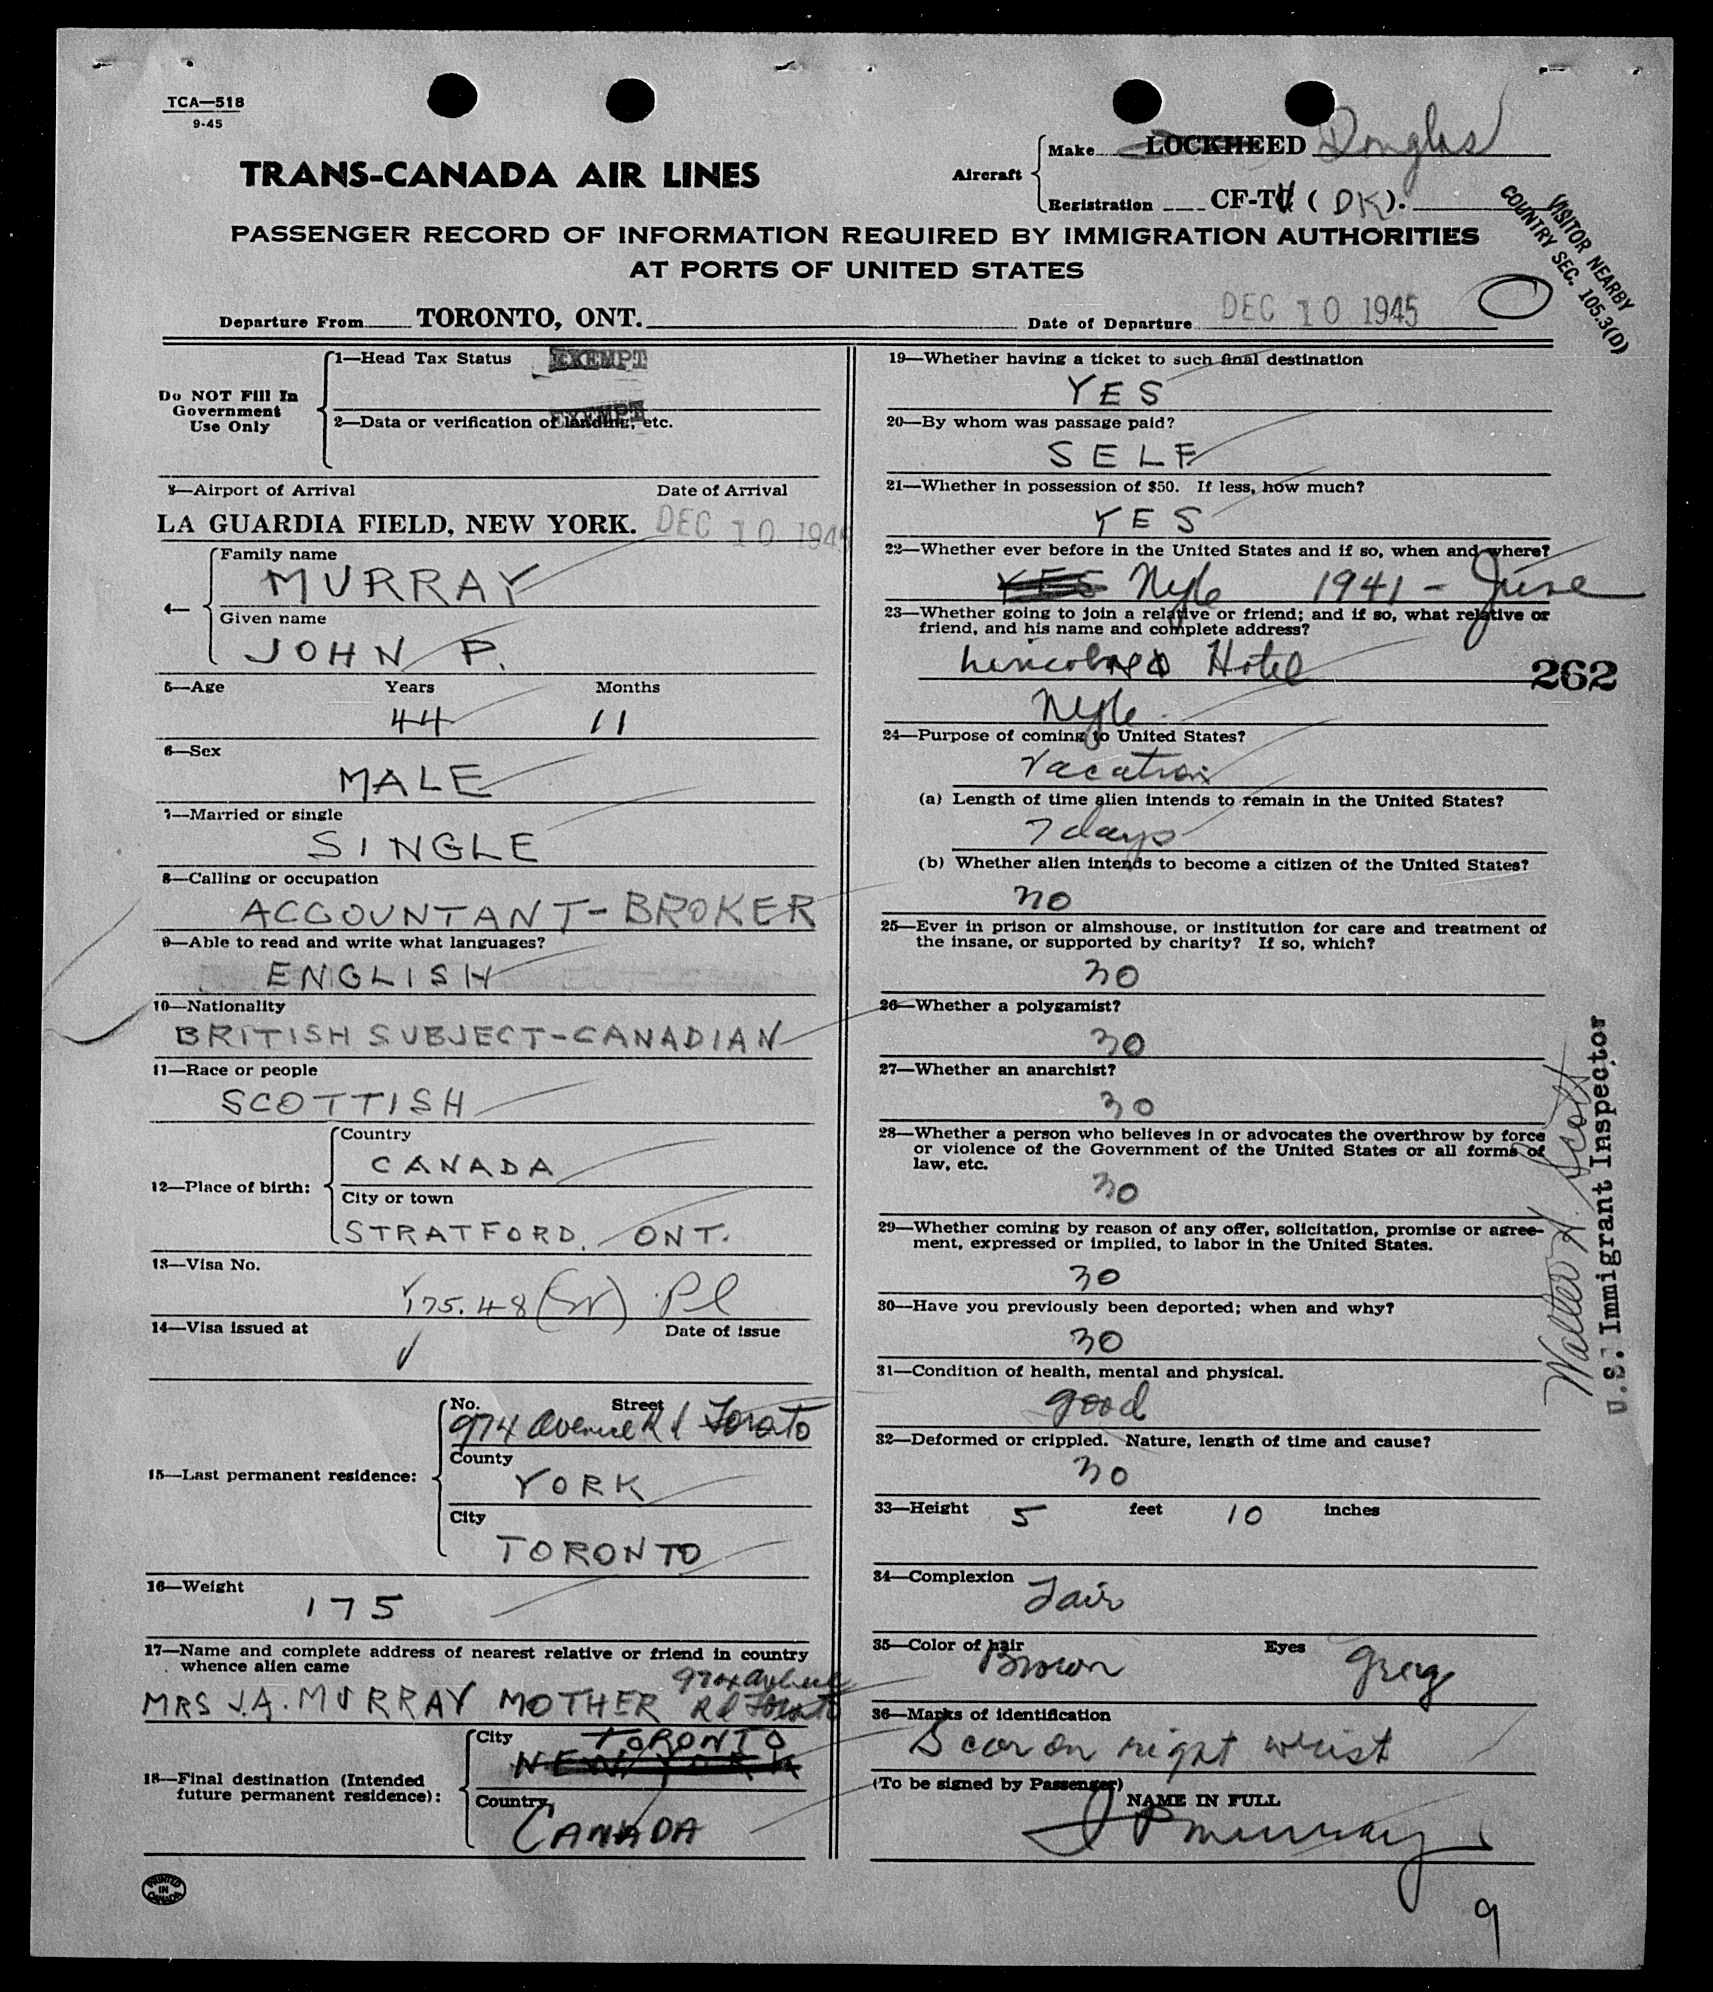 TCA—518
9-45
Aircraft
Make LOCKHEED Douglas
Registration CF-T ( DK ).
TRANS-CANADA AIR LINES
PASSENGER RECORD OF INFORMATION REQUIRED BY IMMIGRATION AUTHORITIES
AT PORTS OF UNITED STATES
VISITOR NEARBY
COUNTRY SEC. 105.3(D)
Departure From TORONTO, ONT. Date of Departure DEC 10 1945
Do NOT Fill In
Government
Use Only
1—Head Tax Status EXEMPT
2—Data or verification of landing, etc. EXEMPT
3—Airport of Arrival Date of Arrival
LA GUARDIA FIELD, NEW YORK. DEC 10 1945
4—
Family name
MURRAY
Given name
JOHN P.
5—Age Years Months
44 11
6—Sex
MALE
7—Married or single
SINGLE
8—Calling or occupation
ACCOUNTANT-BROKER
9—Able to read and write what languages?
ENGLISH
10—Nationality
BRITISH SUBJECT-CANADIAN
11—Race or people
SCOTTISH
12—Place of birth:
Country
CANADA
City or town
STRATFORD, ONT.
13—Visa No.
175.48
14—Visa issued at Date of issue
15—Last permanent residence:
No. Street
974 Avenue Rd Toronto
County
YORK
City
TORONTO
16—Weight
175
17—Name and complete address of nearest relative or friend in country
whence alien came
974 Avenue
MRS J.A. MURRAY MOTHER Rd Toronto
18—Final destination (Intended
future permanent residence):
City TORONTO
NEW YORK
Country
CANADA
PRINTED
IN
CANADA
19—Whether having a ticket to such final destination
YES
20—By whom was passage paid?
SELF
21—Whether in possession of $50. If less, how much?
YES
22—Whether ever before in the United States and if so, when and where?
YES 1941 - June
23—Whether going to join a relative or friend; and if so, what relative or
friend, and his name and complete address?
Hotel
262
24—Purpose of coming to United States?
Vacation
(a) Length of time alien intends to remain in the United States?
7 days
(b) Whether alien intends to become a citizen of the United States?
no
25—Ever in prison or almshouse, or institution for care and treatment of
the insane, or supported by charity? If so, which?
no
26—Whether a polygamist?
no
27—Whether an anarchist?
no
28—Whether a person who believes in or advocates the overthrow by force
or violence of the Government of the United States or all forms of
law, etc.
no
29—Whether coming by reason of any offer, solicitation, promise or agree-
ment, expressed or implied, to labor in the United States.
no
30—Have you previously been deported; when and why?
no
31—Condition of health, mental and physical.
good
32—Deformed or crippled. Nature, length of time and cause?
no
33—Height 5 feet 10 inches
34—Complexion
Fair
35—Color of hair Eyes
Brown Grey
36—Marks of identification
Scar on right wrist
(To be signed by Passenger)
NAME IN FULL
J P Murray
Walter H. Scott
U.S. Immigrant Inspector
9